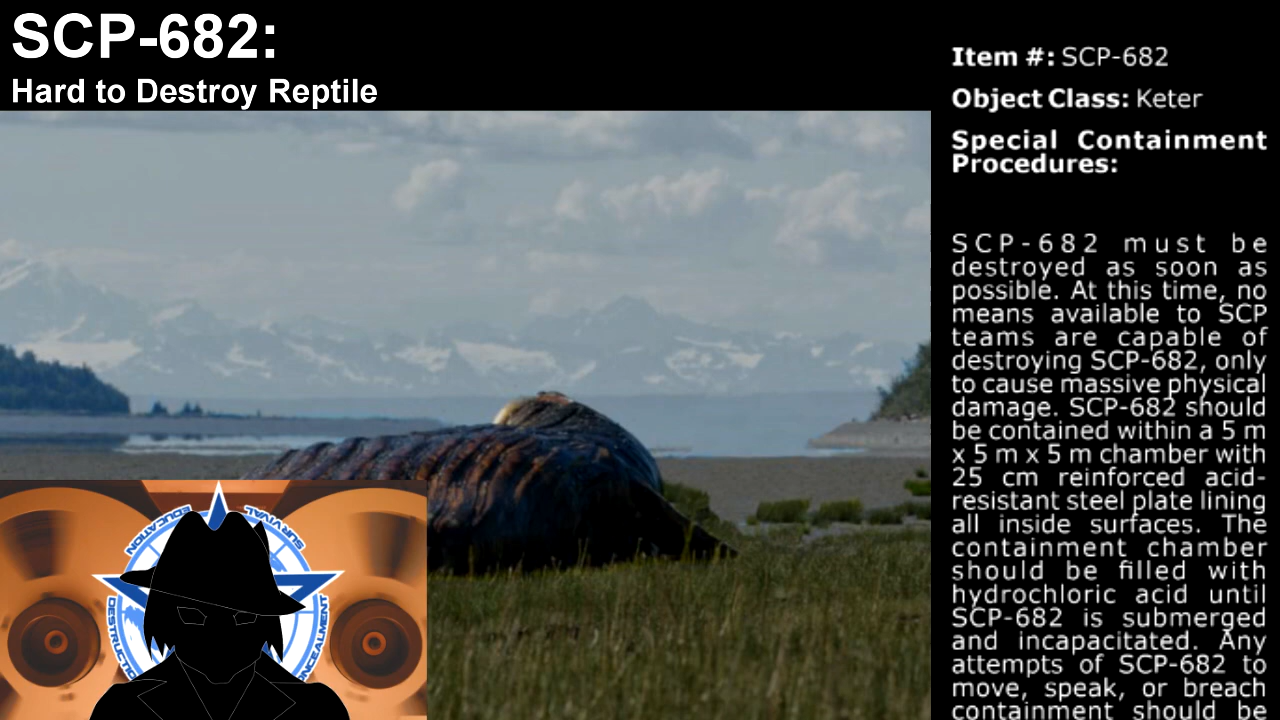 SCP-682:
Hard to Destroy Reptile
Item #: SCP-682
Object Class: Keter
Special Containment
Procedures:
SCP-682 must be
destroyed as soon as
possible. At this time, no
means available to SCP
teams are capable of
destroying SCP-682, only
to cause massive physical
damage. SCP-682 should
be contained within a 5 m
x 5 m x 5 m chamber with
25 cm reinforced acid-
resistant steel plate lining
all inside surfaces. The
containment chamber
should be filled with
hydrochloric acid until
SCP-682 is submerged
and incapacitated. Any
attempts of SCP-682 to
move, speak, or breach
containment should be
EDUCATION
SURVIVAL